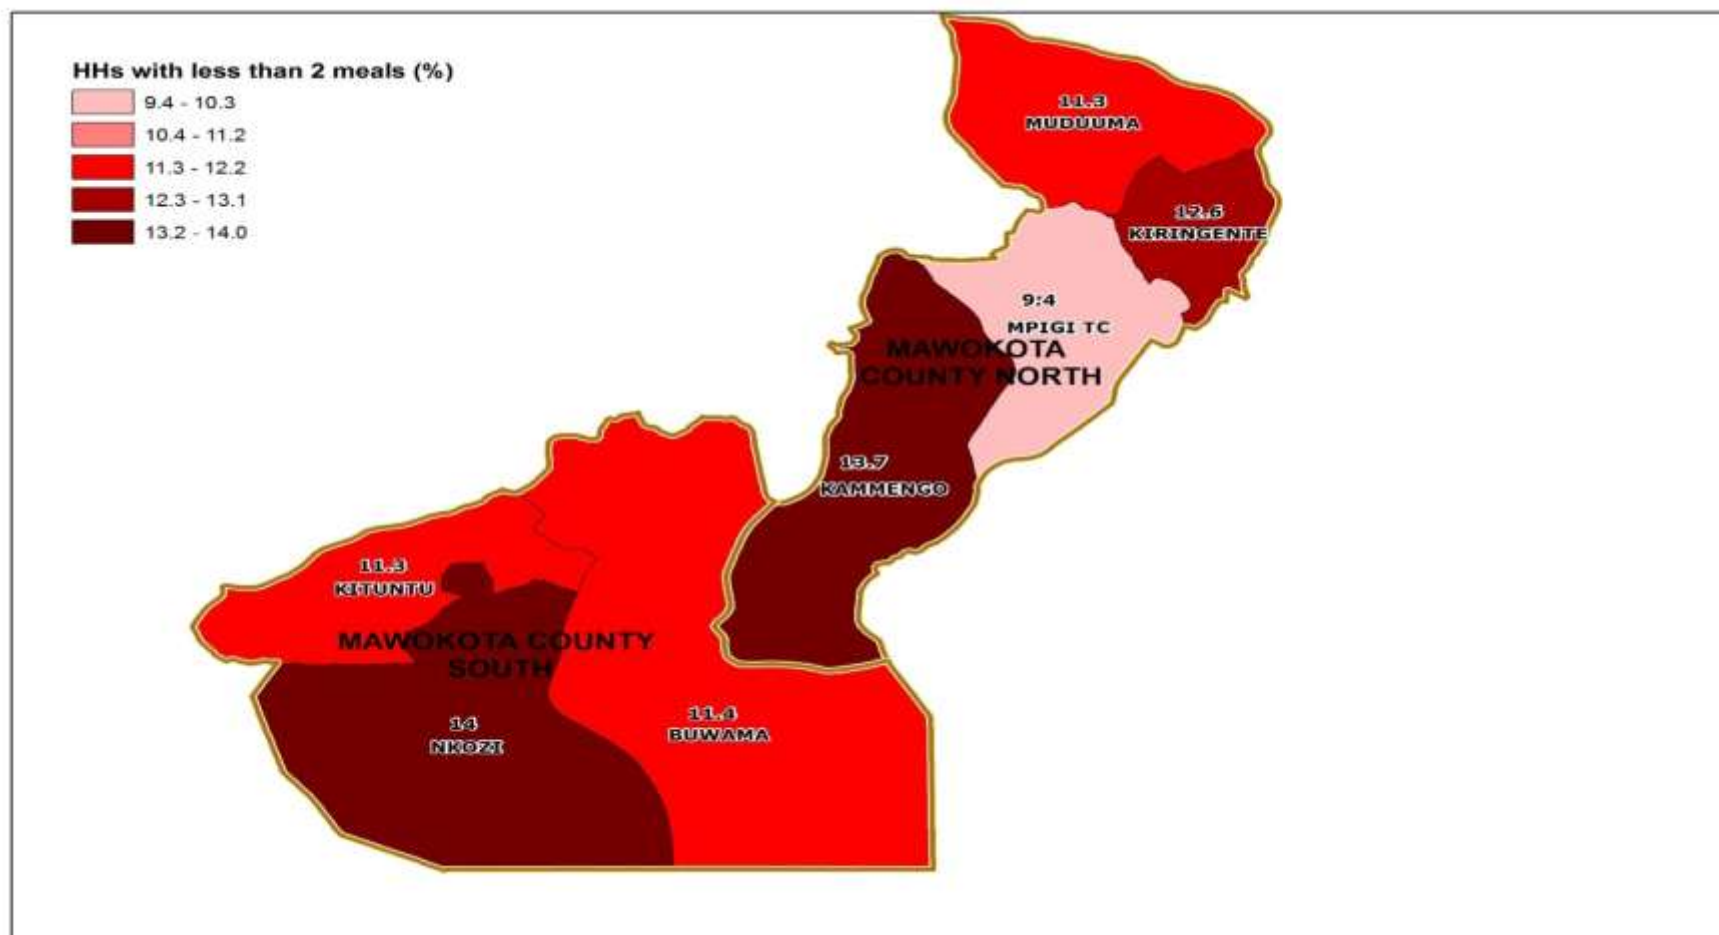 HHs with less than 2 meals (%)
9.4 - 10.3
10.4 - 11.2
11.3 - 12.2
12.3 - 13.1
13.2 - 14.0
11.3
MUDUUMA
12.6
KIRINGENTE
9:4
MPIGI TC
MAWOKOTA
COUNTY NORTH
13.7
KAMMENGO
11.3
KITUNTU
MAWOKOTA COUNTY
SOUTH
14
NKOZI
11.4
BUWAMA